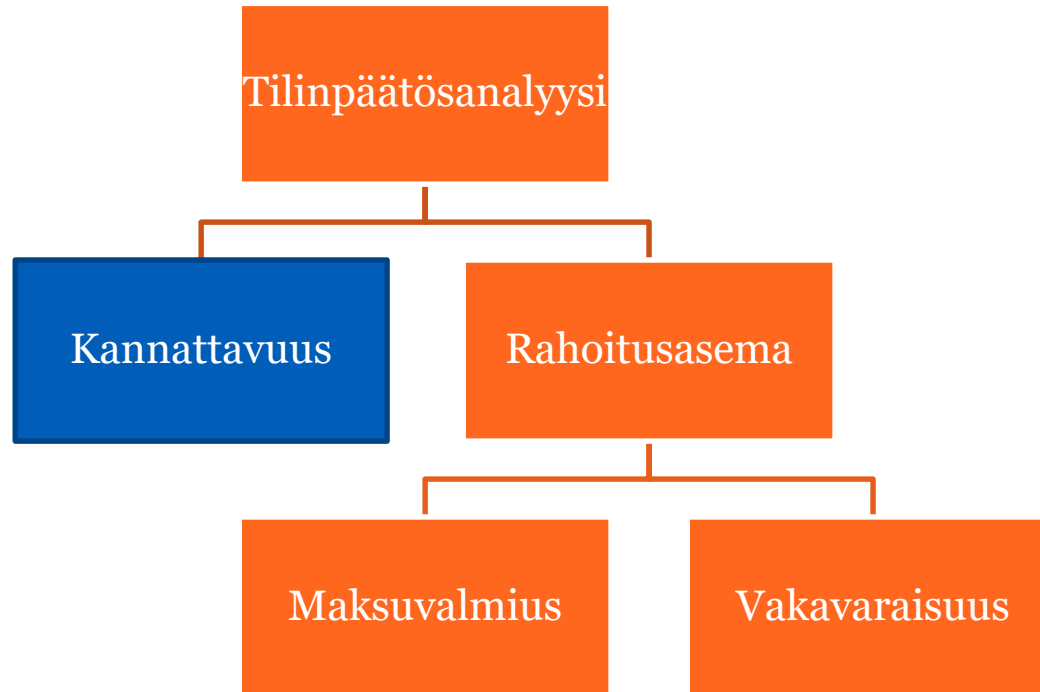 Tilinpäätösanalyysi
Kannattavuus
Rahoitusasema
Maksuvalmius
Vakavaraisuus